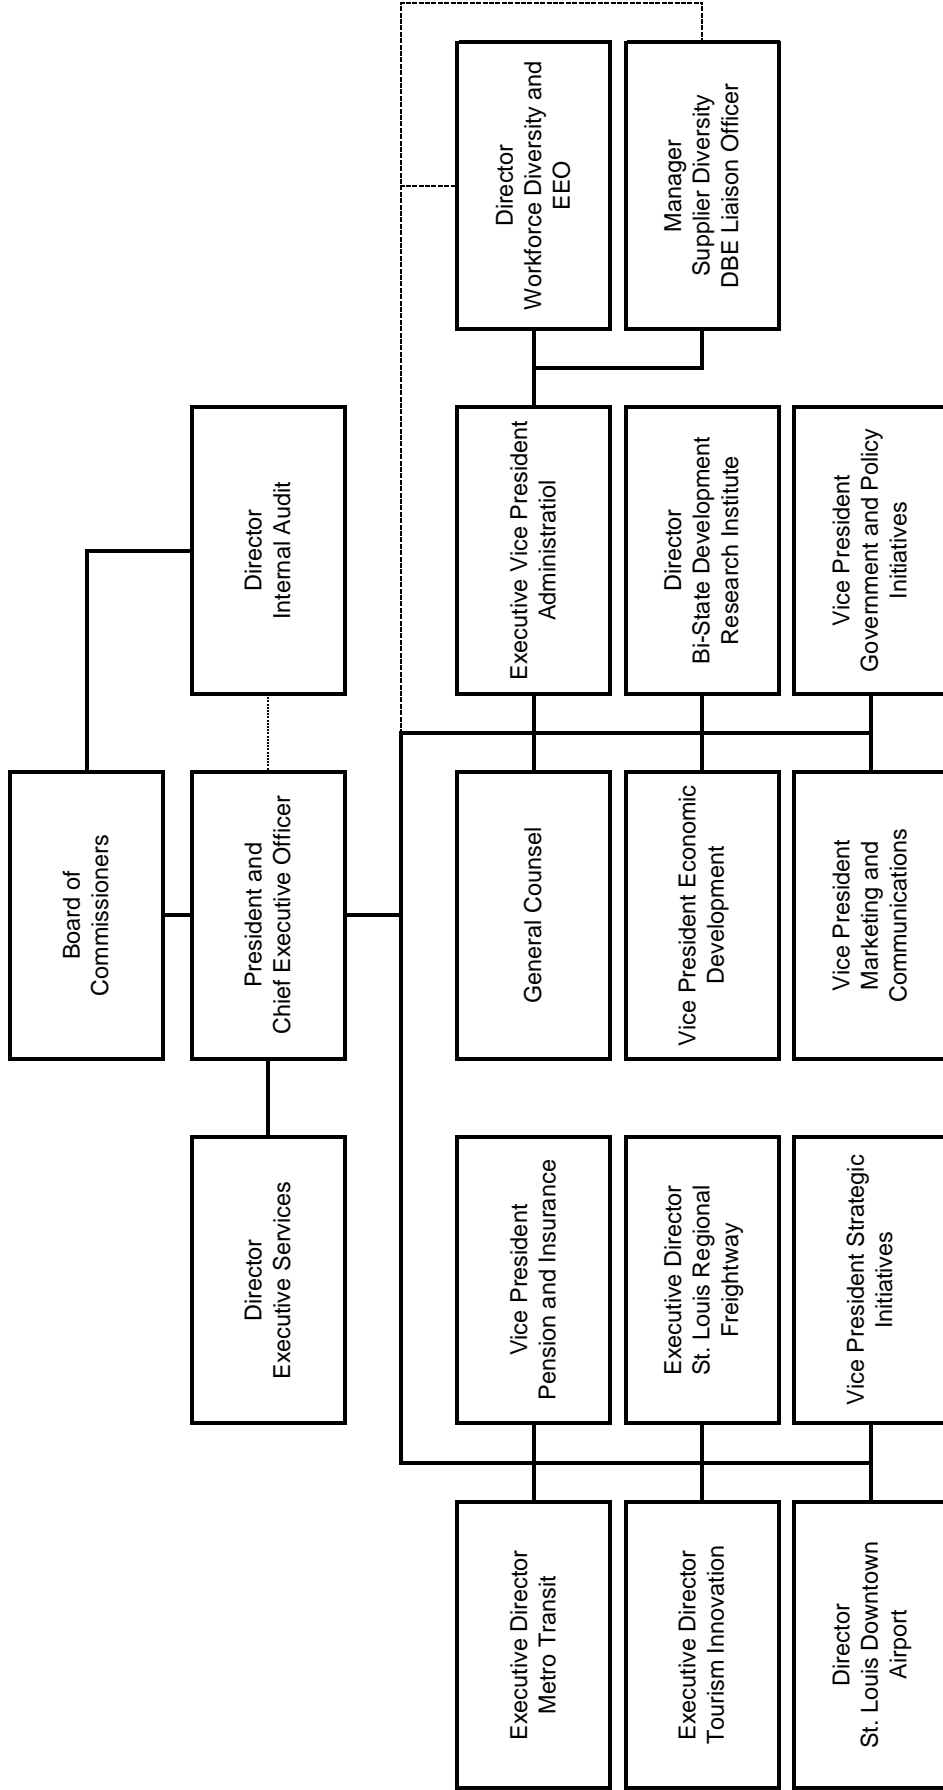 Board of
Commissioners
Director
Executive Services
President and
Chief Executive Officer
Director
Internal Audit
Executive Director
Metro Transit
Vice President
Pension and Insurance
General Counsel
Executive Vice President
Administratiol
Director
Workforce Diversity and
EEO
Executive Director
Tourism Innovation
Executive Director
St. Louis Regional
Freightway
Vice President Economic
Development
Director
Bi-State Development
Research Institute
Manager
Supplier Diversity
DBE Liaison Officer
Director
St. Louis Downtown
Airport
Vice President Strategic
Initiatives
Vice President
Marketing and
Communications
Vice President
Government and Policy
Initiatives